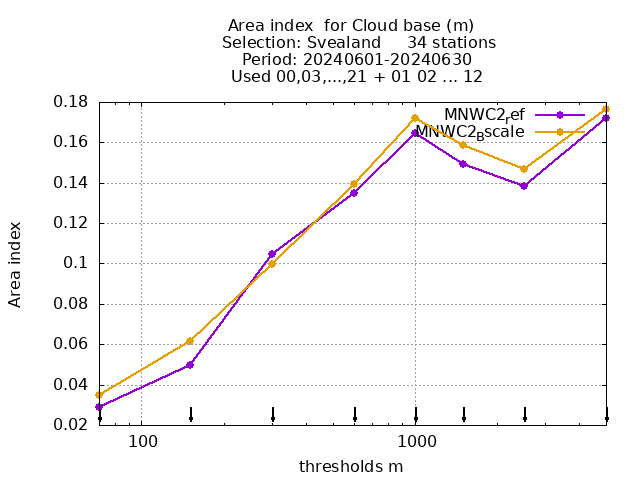 Area index  for Cloud base (m)
Selection: Svealand     34 stations
Period: 20240601-20240630
Used 00,03,...,21 + 01 02 ... 12
MNWC2ref
MNWC2Bscale
0.18
0.16
0.14
0.12
0.1
0.08
0.06
0.04
0.02
Area index
100
1000
thresholds m